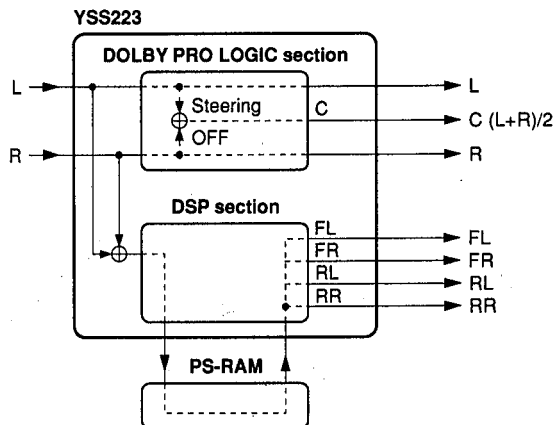 YSS223
DOLBY PRO LOGIC section
L
L
Steering
C
C (L+R)/2
OFF
R
R
DSP section
FL
FL
FR
FR
RL
RL
RR
RR
PS-RAM